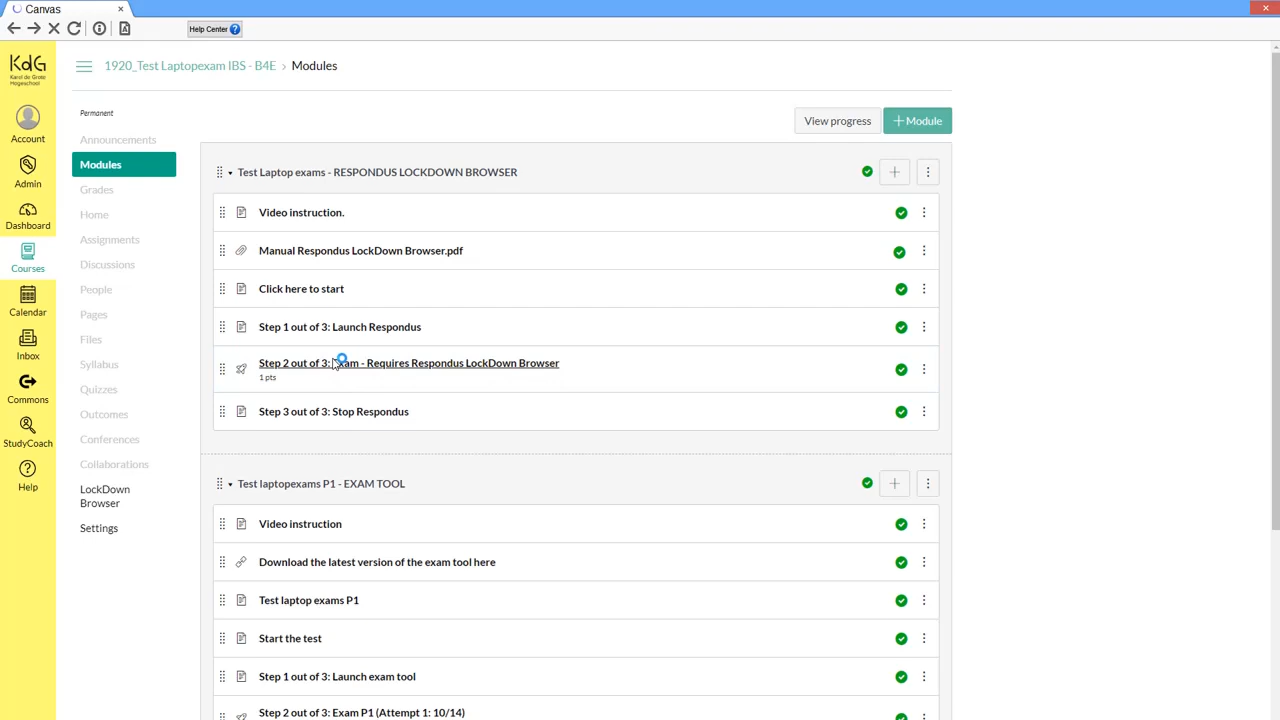 Canvas
Help Center ?
KdG
Karel de Grote
Hogeschool
1920_Test Laptopexam IBS - B4E > Modules
Permanent
View progress
+ Module
Account
Admin
Dashboard
Courses
Calendar
Inbox
Commons
StudyCoach
Help
Announcements
Modules
Grades
Home
Assignments
Discussions
People
Pages
Files
Syllabus
Quizzes
Outcomes
Conferences
Collaborations
LockDown
Browser
Settings
Test Laptop exams - RESPONDUS LOCKDOWN BROWSER
Video instruction.
Manual Respondus LockDown Browser.pdf
Click here to start
Step 1 out of 3: Launch Respondus
Step 2 out of 3: Exam - Requires Respondus LockDown Browser
1 pts
Step 3 out of 3: Stop Respondus
Test laptopexams P1 - EXAM TOOL
Video instruction
Download the latest version of the exam tool here
Test laptop exams P1
Start the test
Step 1 out of 3: Launch exam tool
Step 2 out of 3: Exam P1 (Attempt 1: 10/14)